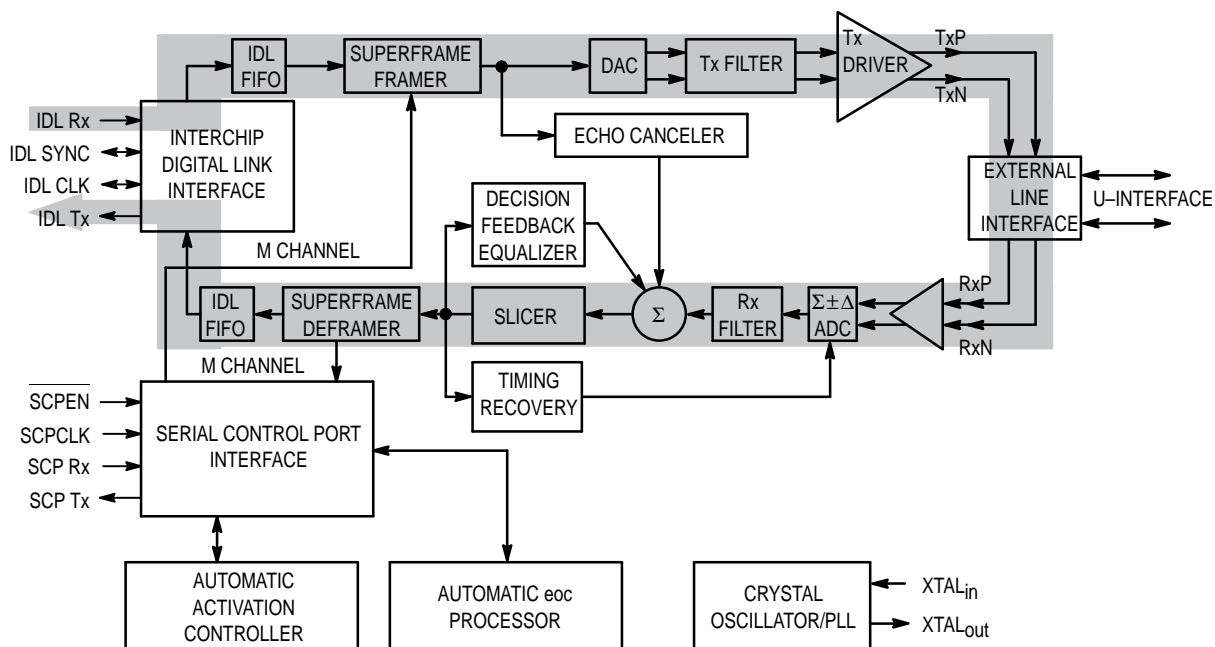 IDL
FIFO
SUPERFRAME
FRAMER
DAC
Tx FILTER
Tx
DRIVER
TxP
TxN
IDL Rx
IDL SYNC
IDL CLK
IDL Tx
INTERCHIP
DIGITAL LINK
INTERFACE
ECHO CANCELER
EXTERNAL
LINE
INTERFACE
U–INTERFACE
DECISION
FEEDBACK
EQUALIZER
M CHANNEL
IDL
FIFO
SUPERFRAME
DEFRAMER
SLICER
Σ
Rx
FILTER
Σ±Δ
ADC
RxP
RxN
M CHANNEL
TIMING
RECOVERY
SCPEN
SCPCLK
SCP Rx
SCP Tx
SERIAL CONTROL PORT
INTERFACE
AUTOMATIC
ACTIVATION
CONTROLLER
AUTOMATIC eoc
PROCESSOR
CRYSTAL
OSCILLATOR/PLL
XTALin
XTALout